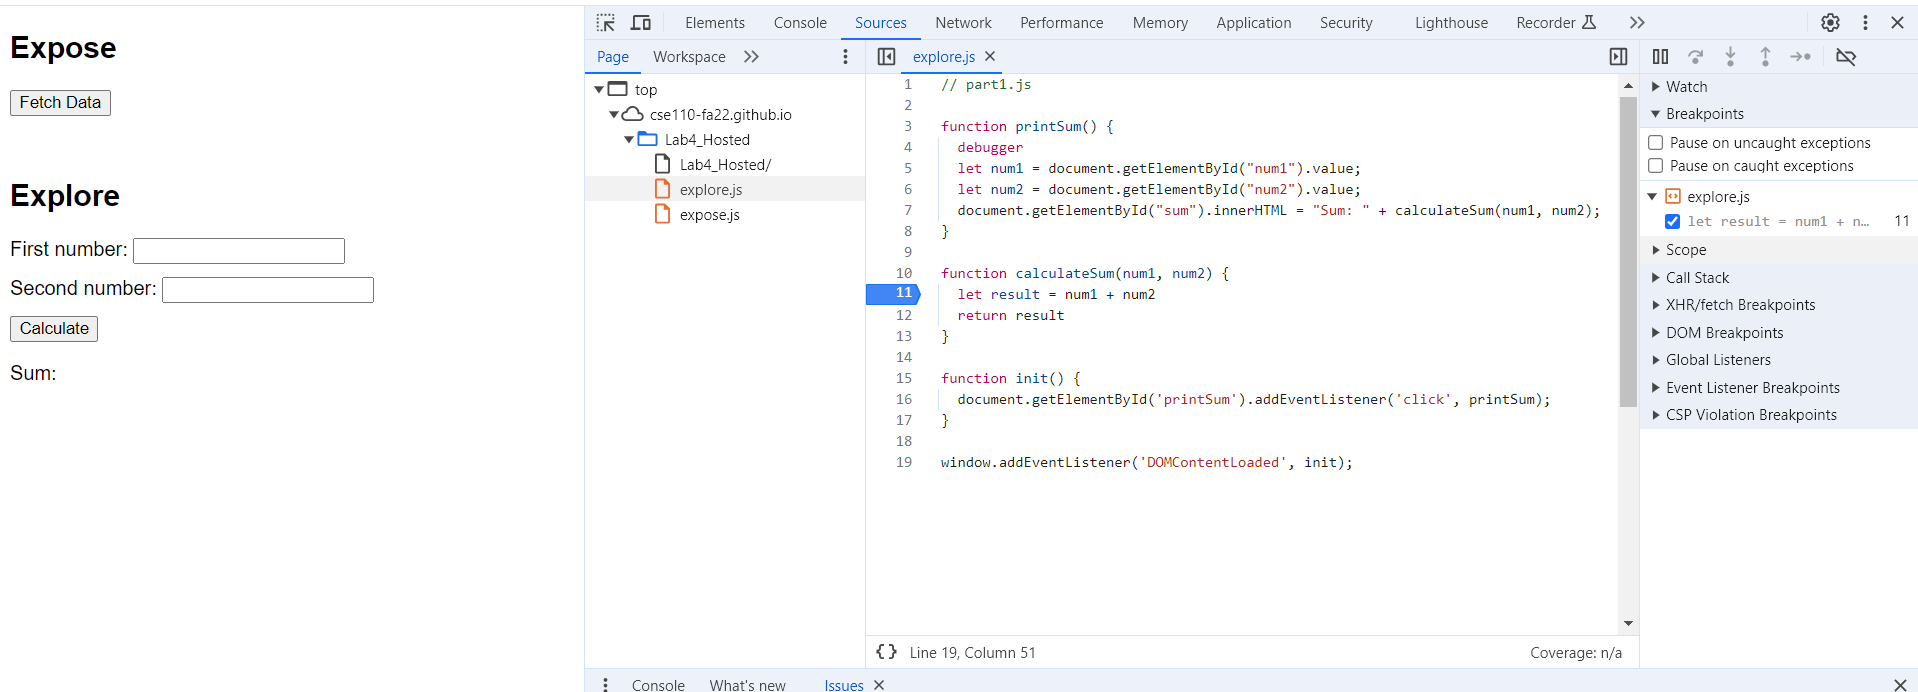 Expose
Fetch Data
Explore
First number:
Second number:
Calculate
Sum:
Elements Console Sources Network Performance Memory Application Security Lighthouse Recorder
Page Workspace
top
cse110-fa22.github.io
Lab4_Hosted
Lab4_Hosted/
explore.js
expose.js
explore.js
1 // part1.js
2
3 function printSum() {
4 debugger
5 let num1 = document.getElementById("num1").value;
6 let num2 = document.getElementById("num2").value;
7 document.getElementById("sum").innerHTML = "Sum: " + calculateSum(num1, num2);
8 }
9
10 function calculateSum(num1, num2) {
11 let result = num1 + num2
12 return result
13 }
14
15 function init() {
16 document.getElementById('printSum').addEventListener('click', printSum);
17 }
18
19 window.addEventListener('DOMContentLoaded', init);
{ } Line 19, Column 51 Coverage: n/a
Watch
Breakpoints
Pause on uncaught exceptions
Pause on caught exceptions
explore.js
let result = num1 + n… 11
Scope
Call Stack
XHR/fetch Breakpoints
DOM Breakpoints
Global Listeners
Event Listener Breakpoints
CSP Violation Breakpoints
Console What's new Issues